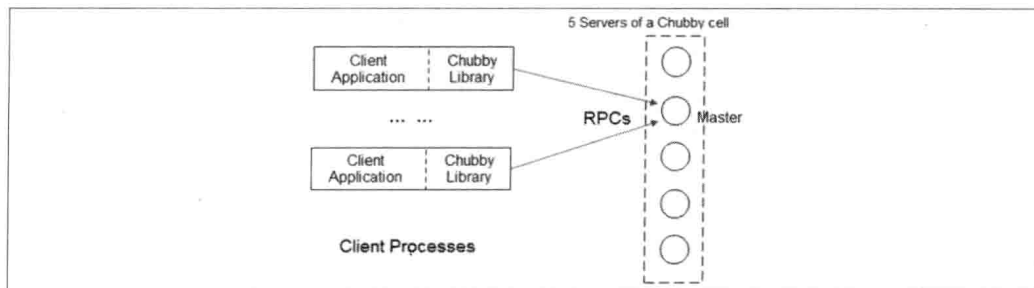 5 Servers of a Chubby cell
Client Application
Chubby Library
... ...
RPCs
Master
Client Application
Chubby Library
Client Processes